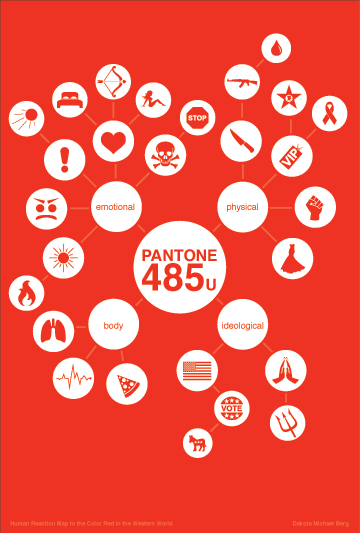 STOP
VIP
emotional
physical
PANTONE
485U
body
ideological
VOTE
Human Reaction Map to the Color Red in the Western World
Dakota Michael Berg